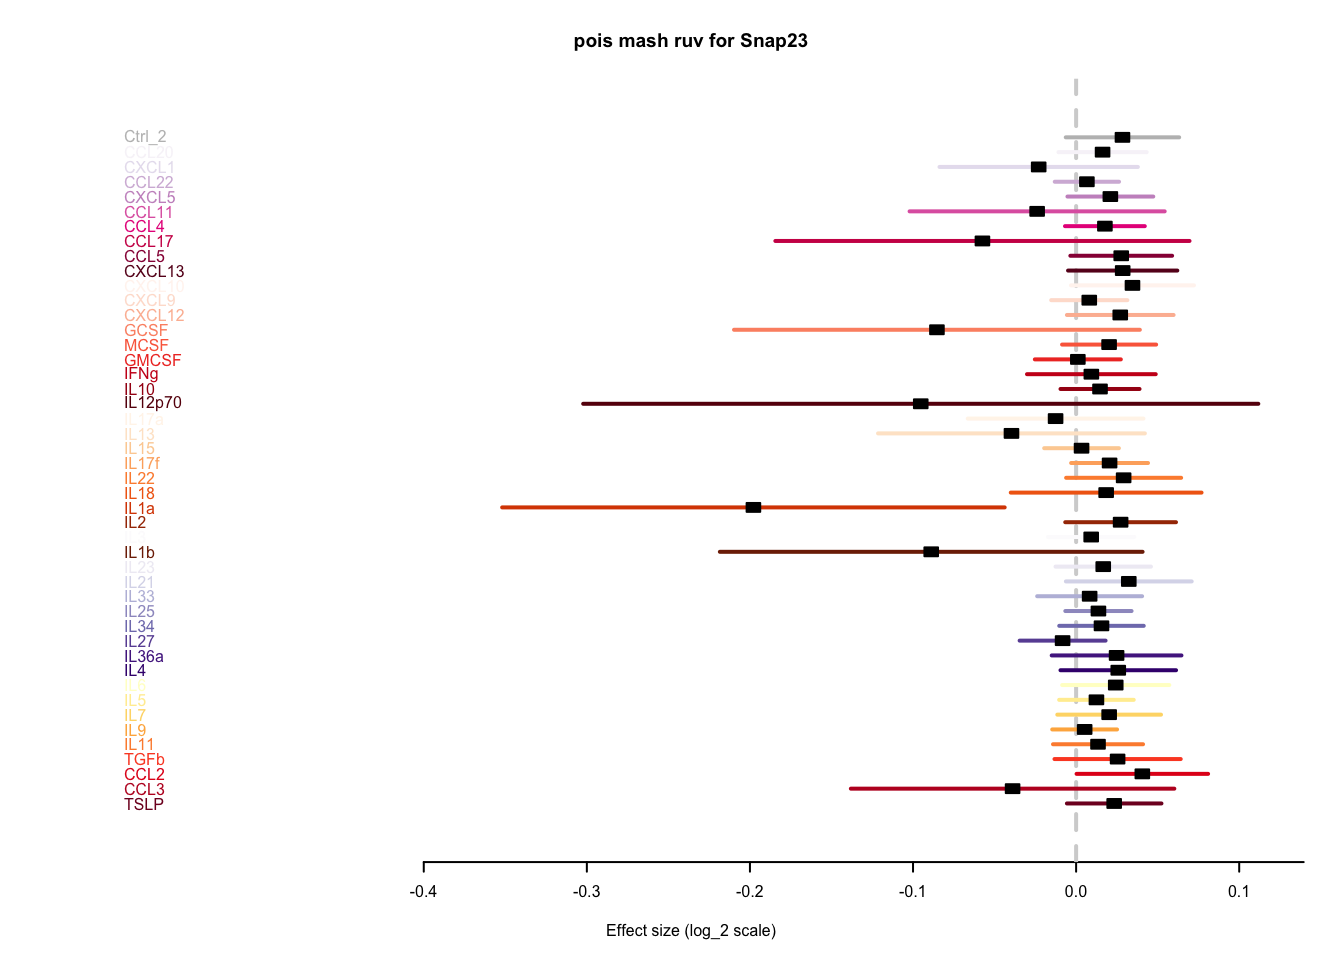 pois mash ruv for Snap23
Ctrl_2
CCL20
CXCL1
CCL22
CXCL5
CCL11
CCL4
CCL17
CCL5
CXCL13
CXCL10
CXCL9
CXCL12
GCSF
MCSF
GMCSF
IFNg
IL10
IL12p70
IL17a
IL13
IL15
IL17f
IL22
IL18
IL1a
IL2
IL1b
IL23
IL21
IL33
IL25
IL34
IL27
IL36a
IL4
IL6
IL5
IL7
IL9
IL11
TGFb
CCL2
CCL3
TSLP
-0.4 -0.3 -0.2 -0.1 0.0 0.1
Effect size (log_2 scale)